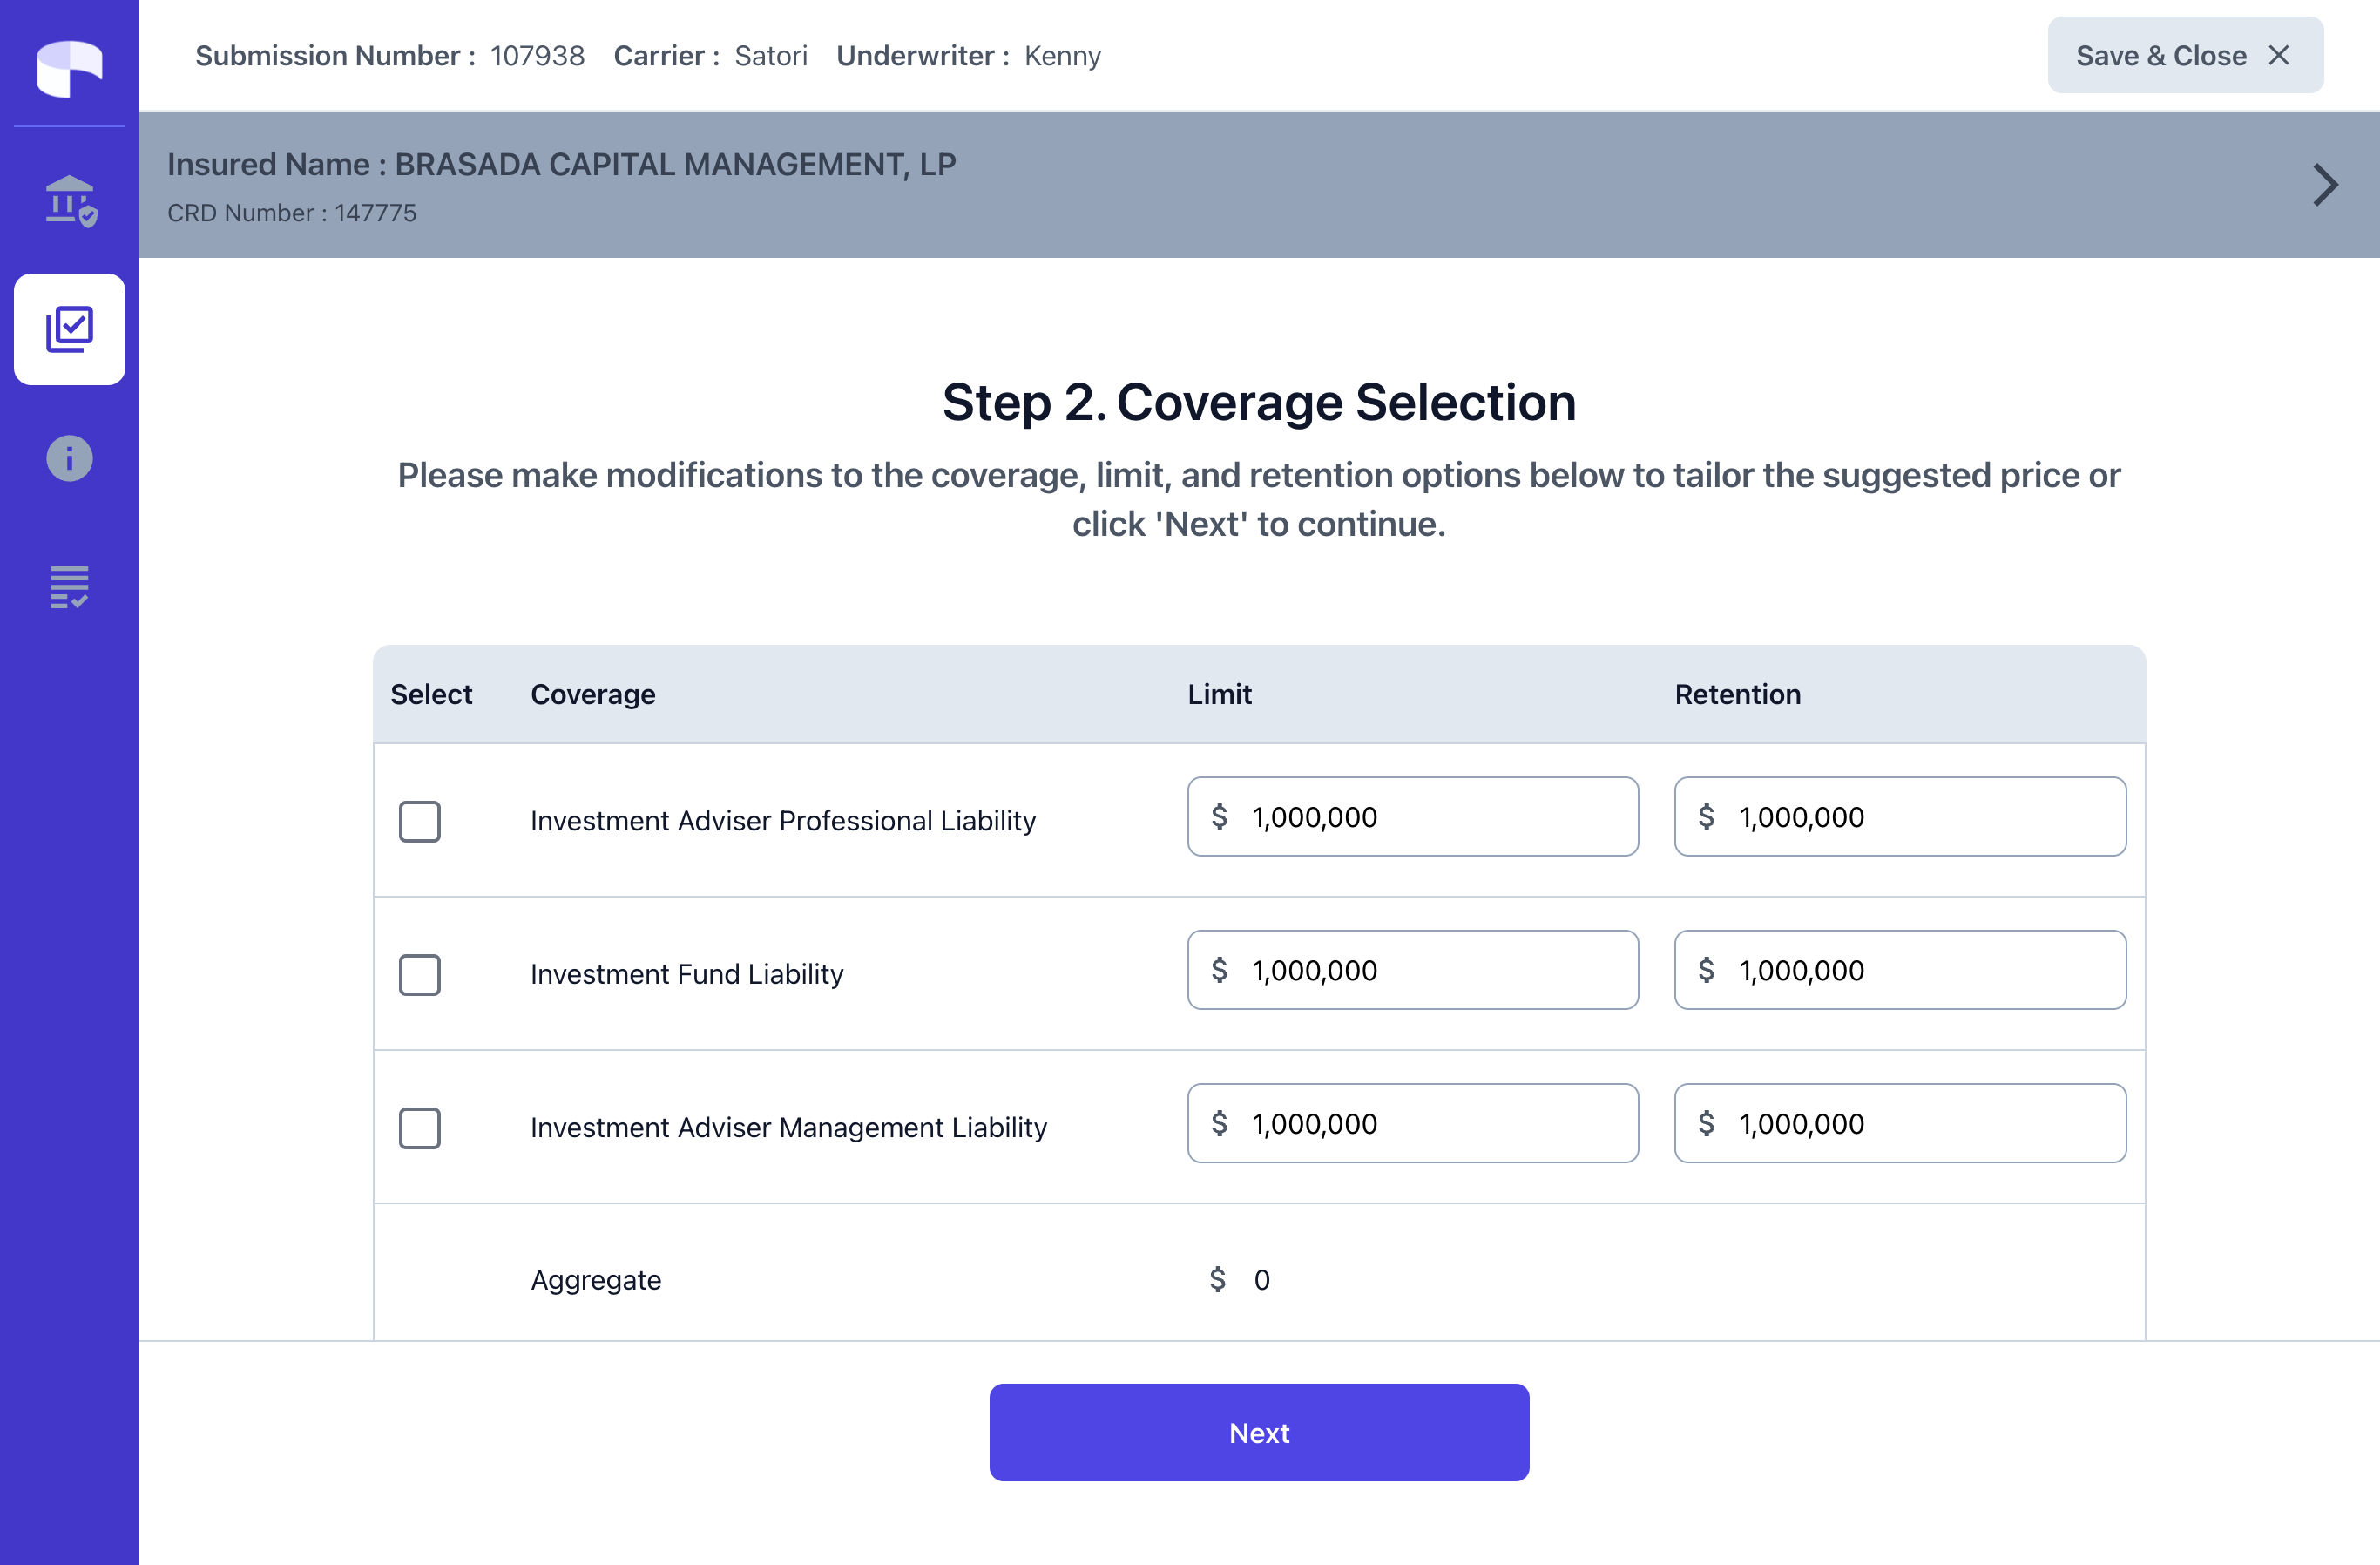 Submission Number : 107938 Carrier : Satori Underwriter : Kenny
Save & Close
Insured Name : BRASADA CAPITAL MANAGEMENT, LP
CRD Number : 147775
Step 2. Coverage Selection
Please make modifications to the coverage, limit, and retention options below to tailor the suggested price or
click 'Next' to continue.
Select Coverage Limit Retention
Investment Adviser Professional Liability $ 1,000,000 $ 1,000,000
Investment Fund Liability $ 1,000,000 $ 1,000,000
Investment Adviser Management Liability $ 1,000,000 $ 1,000,000
Aggregate $ 0
Next